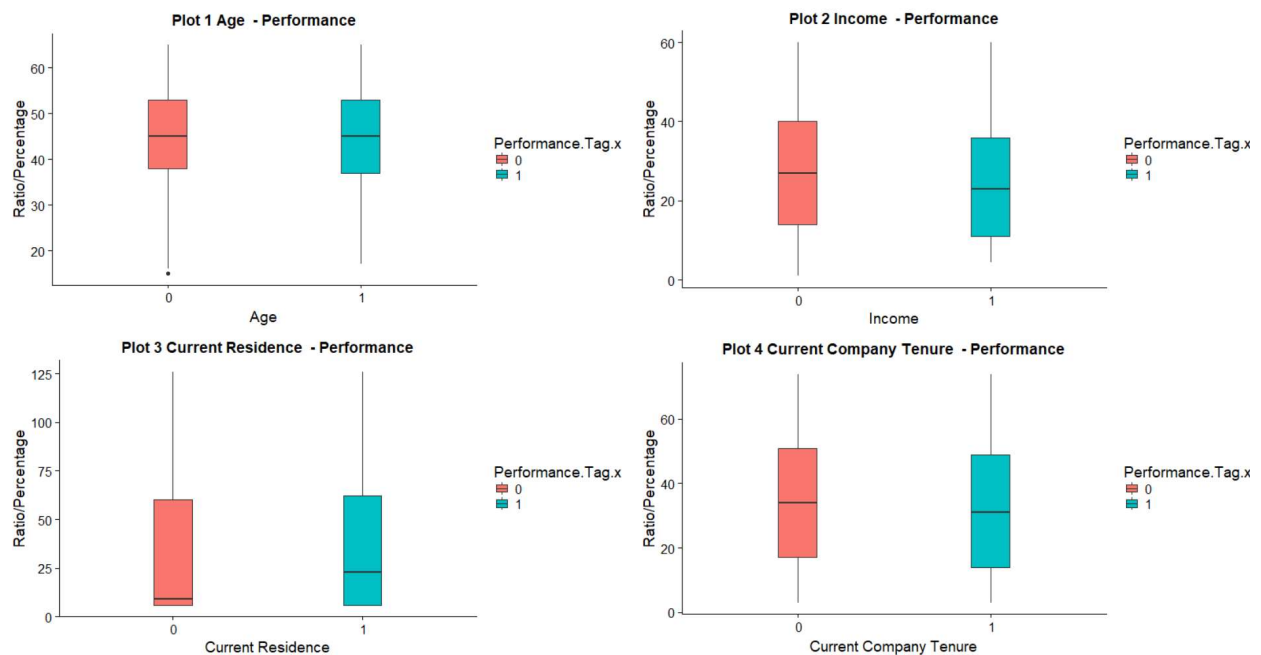 Plot 1 Age - Performance
Ratio/Percentage
60
50
40
30
20
0
1
Age
Performance.Tag.x
0
1
Plot 2 Income - Performance
Ratio/Percentage
60
40
20
0
0
1
Income
Performance.Tag.x
0
1
Plot 3 Current Residence - Performance
Ratio/Percentage
125
100
75
50
25
0
0
1
Current Residence
Performance.Tag.x
0
1
Plot 4 Current Company Tenure - Performance
Ratio/Percentage
60
40
20
0
0
1
Current Company Tenure
Performance.Tag.x
0
1